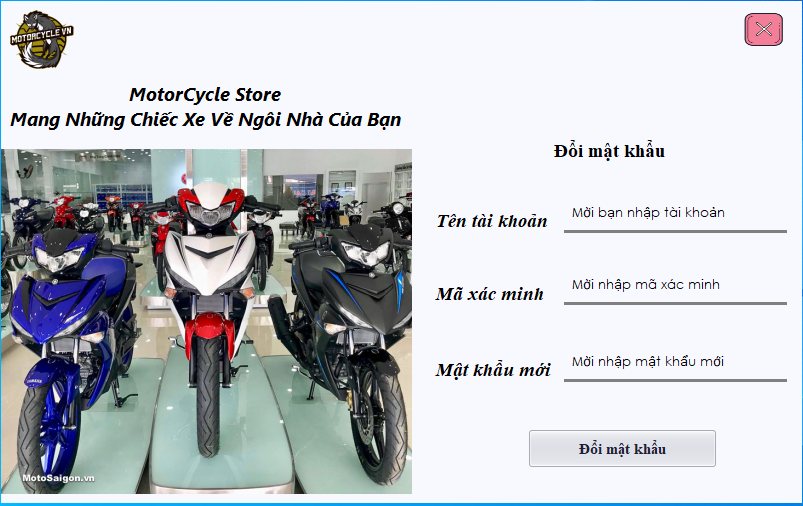 MOTORCYCLE VN
MotorCycle Store
Mang Những Chiếc Xe Về Ngôi Nhà Của Bạn
Đổi mật khẩu
Tên tài khoản
Mời bạn nhập tài khoản
Mã xác minh
Mời nhập mã xác minh
Mật khẩu mới
Mời nhập mật khẩu mới
Đổi mật khẩu
YAMAHA
MotoSaigon.vn